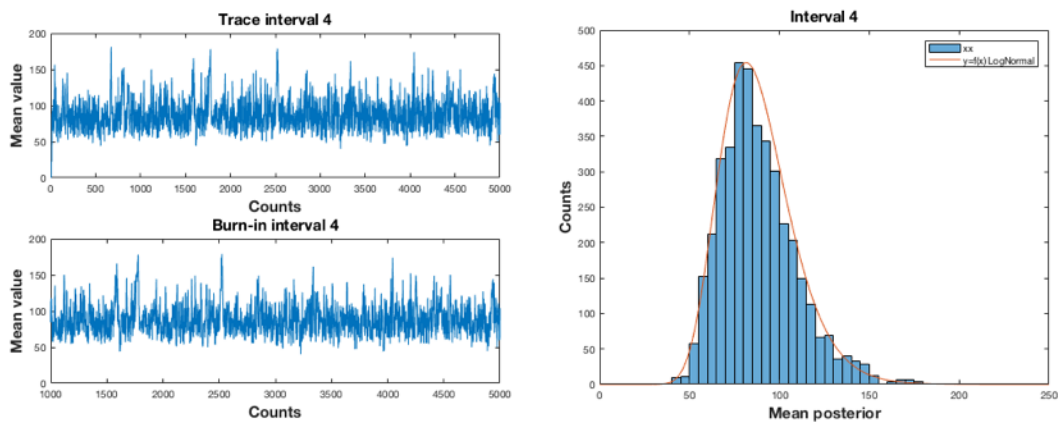 Trace interval 4
200
150
100
50
0
Mean value
0 500 1000 1500 2000 2500 3000 3500 4000 4500 5000
Counts
Burn-in interval 4
200
150
100
50
0
Mean value
1000 1500 2000 2500 3000 3500 4000 4500 5000
Counts
Interval 4
500
450
400
350
300
250
200
150
100
50
0
Counts
xx
y=f(x) LogNormal
0 50 100 150 200 250
Mean posterior